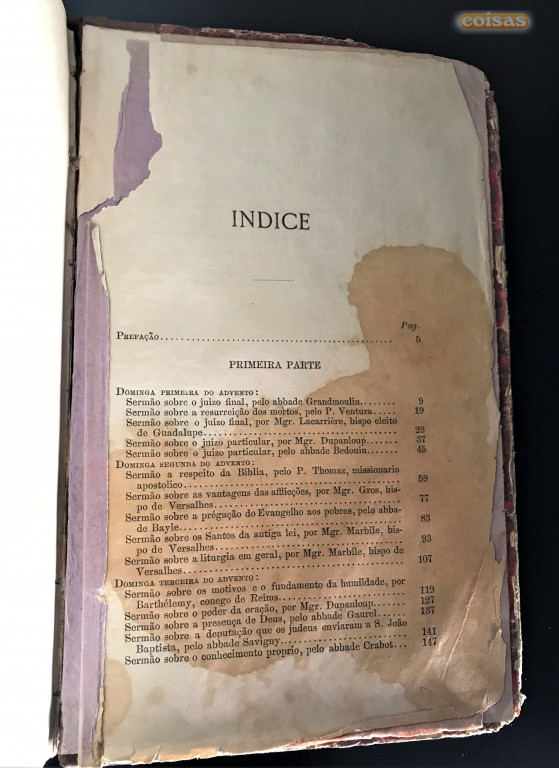 coisas
INDICE
Pag.
PREFAÇÃO........ 5
PRIMEIRA PARTE
DOMINGA PRIMEIRA DO ADVENTO:
Sermão sobre o juizo final, pelo abbade Grandmoulin........ 9
Sermão sobre a resurreição dos mortos, pelo P. Ventura..... 19
Sermão sobre o juizo final, por Mgr. Lacarrière, bispo eleito
de Guadalupe........ 29
Sermão sobre o juizo particular, por Mgr. Dupanloup....... 37
Sermão sobre o juizo particular, pelo abbade Bedouin....... 45
DOMINGA SEGUNDA DO ADVENTO:
Sermão a respeito da Biblia, pelo P. Thomaz, missionario
apostolico........ 59
Sermão sobre as vantagens das afflicções, por Mgr. Gros, bis-
po de Versalhes........ 77
Sermão sobre a prégação do Evangelho aos pobres, pelo abba-
de Bayle........ 83
Sermão sobre os Santos da antiga lei, por Mgr. Marbile, bis-
po de Versalhes........ 93
Sermão sobre a liturgia em geral, por Mgr. Marbile, bispo de
Versalhes........ 107
DOMINGA TERCEIRA DO ADVENTO:
Sermão sobre os motivos e o fundamento da humildade, por
Barthélemy, conego de Reims........ 119
Sermão sobre o poder da oração, por Mgr. Dupanloup....... 127
Sermão sobre a presença de Deus, pelo abbade Gaurel....... 137
Sermão sobre a deputação que os judeus enviaram a S. João
Baptista, pelo abbade Savigny........ 141
Sermão sobre o conhecimento proprio, pelo abbade Crabot... 147